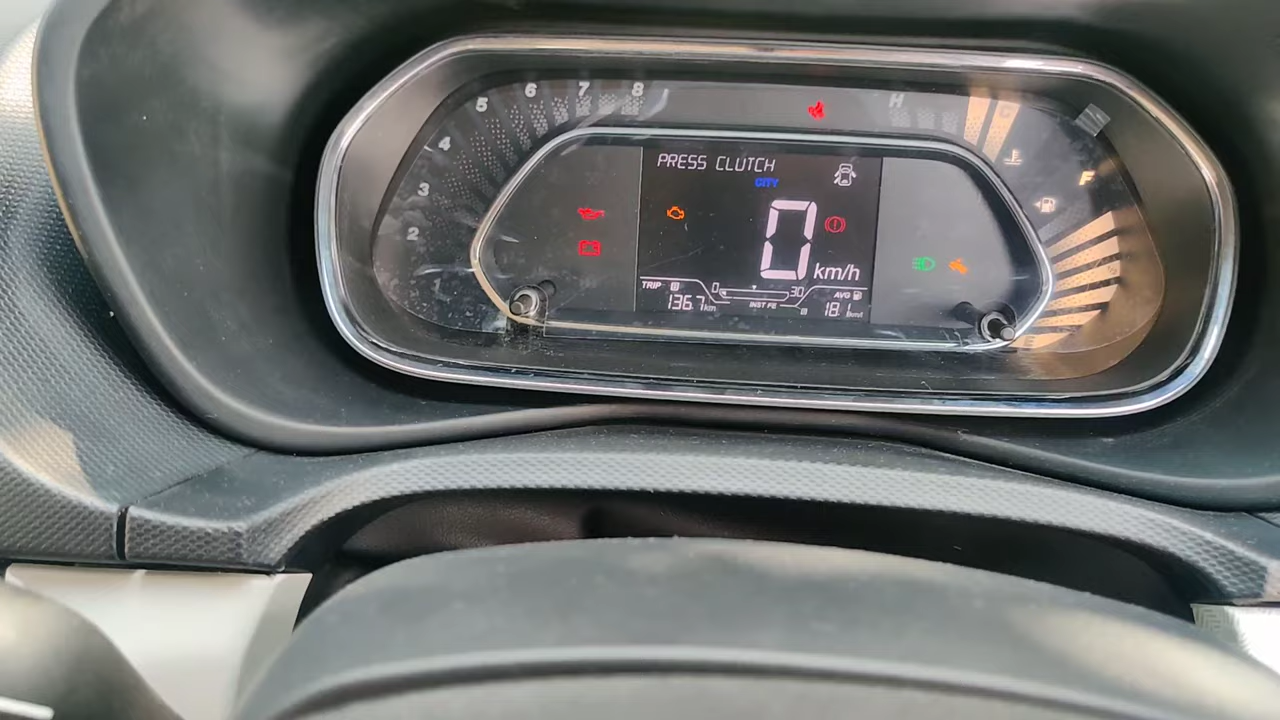 5 6 7 8
4
3
2
H
C
F
PRESS CLUTCH
CITY
0
km/h
TRIP B
136.7 km
0 30
INST FE
AVG
18.